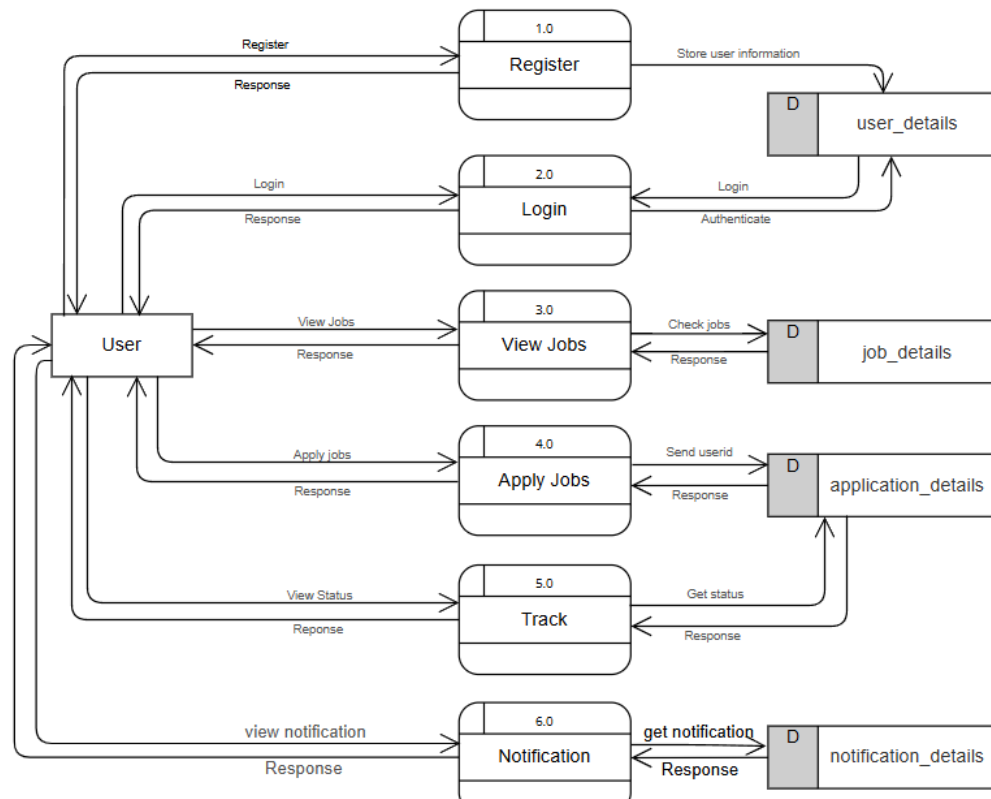 1.0
Register
Register
Store user information
Response
D
user_details
2.0
Login
Login
Login
Response
Authenticate
User
3.0
View Jobs
View Jobs
Check jobs
Response
Response
D
job_details
4.0
Apply jobs
Apply Jobs
Send userid
Response
Response
D
application_details
5.0
View Status
Track
Get status
Reponse
Response
6.0
view notification
Notification
get notification
Response
Response
D
notification_details